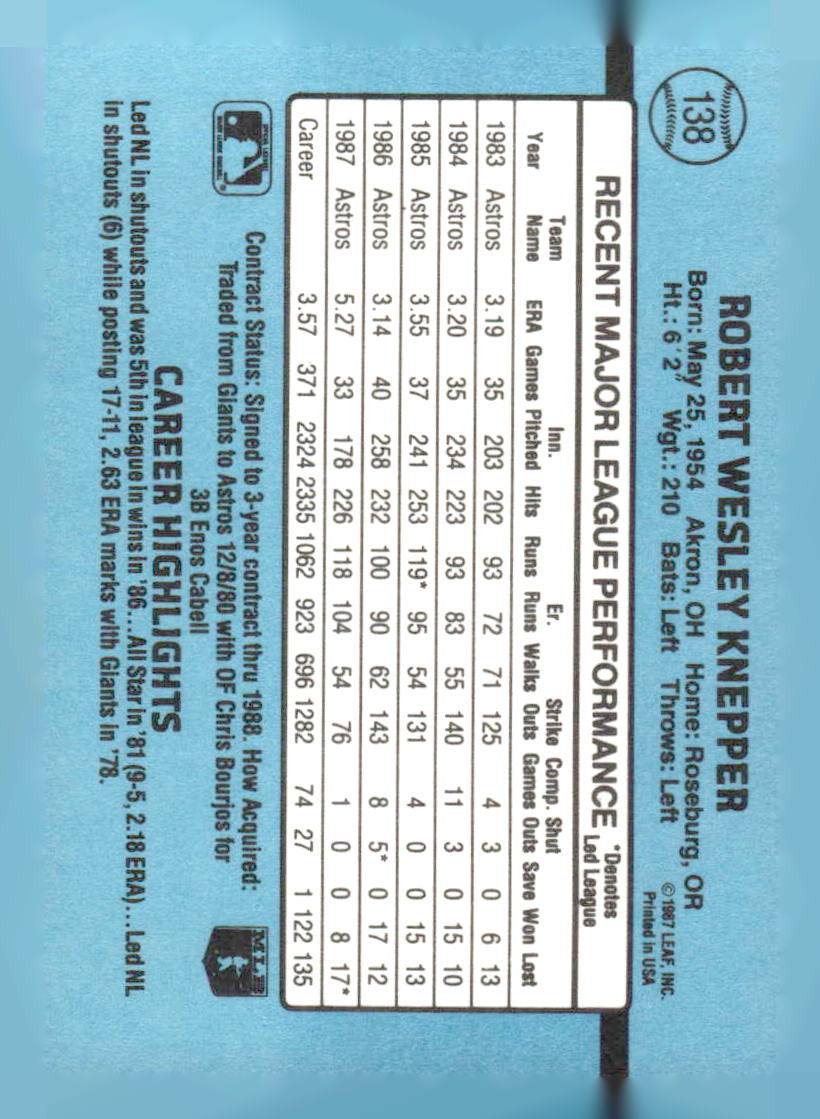 138
ROBERT WESLEY KNEPPER
Born: May 25, 1954 Akron, OH Home: Roseburg, OR
Ht.: 6'2" Wgt.: 210 Bats: Left Throws: Left
©1987 LEAF, INC.
Printed in USA
RECENT MAJOR LEAGUE PERFORMANCE *Denotes
Led League
Team Inn. Er. Strike Comp. Shut
Year Name ERA Games Pitched Hits Runs Runs Walks Outs Games Outs Save Won Lost
1983 Astros 3.19 35 203 202 93 72 71 125 4 3 0 6 13
1984 Astros 3.20 35 234 223 93 83 55 140 11 3 0 15 10
1985 Astros 3.55 37 241 253 119* 95 54 131 4 0 0 15 13
1986 Astros 3.14 40 258 232 100 90 62 143 8 5* 0 17 12
1987 Astros 5.27 33 178 226 118 104 54 76 1 0 0 8 17*
Career 3.57 371 2324 2335 1062 923 696 1282 74 27 1 122 135
Contract Status: Signed to 3-year contract thru 1988. How Acquired:
Traded from Giants to Astros 12/8/80 with OF Chris Bourjos for
3B Enos Cabell
MLB
CAREER HIGHLIGHTS
Led NL in shutouts and was 5th in league in wins in '86...All Star in '81 (9-5, 2.18 ERA)...Led NL
in shutouts (6) while posting 17-11, 2.63 ERA marks with Giants in '78.